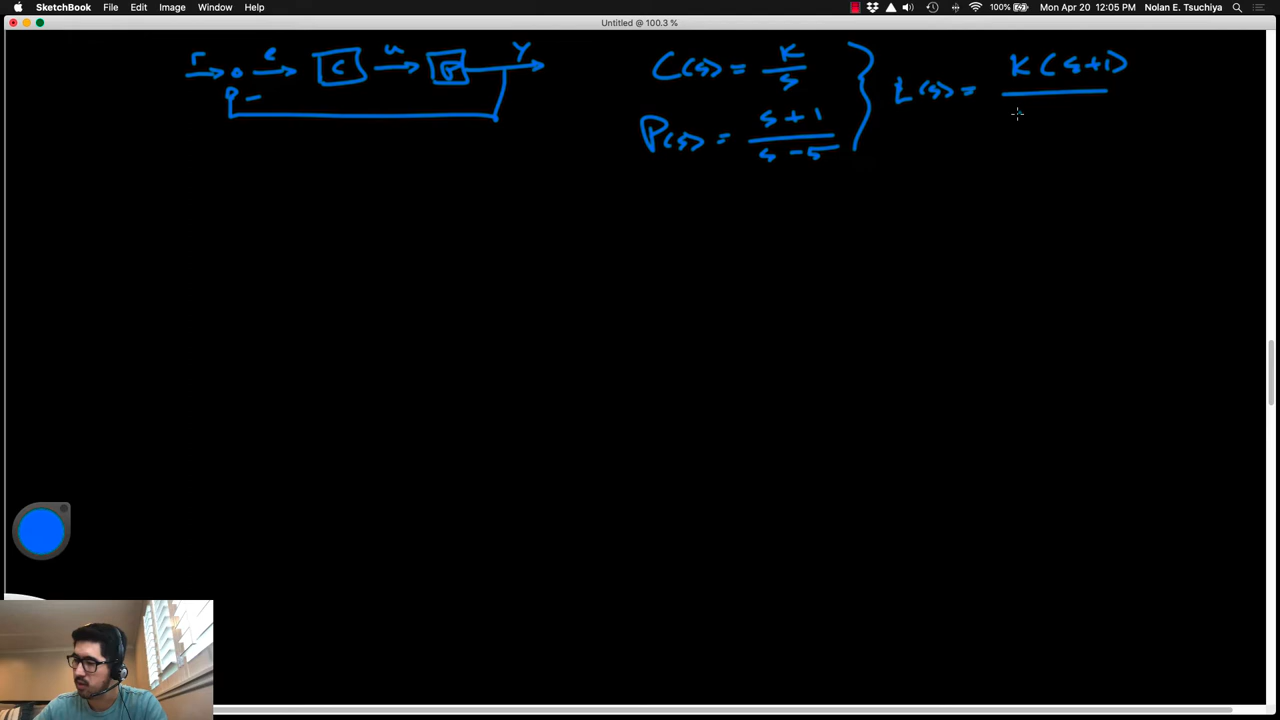 SketchBook File Edit Image Window Help 100% Mon Apr 20 12:05 PM Nolan E. Tsuchiya
Untitled @ 100.3 %
r e C u P Y
−
C(s) = K/s
P(s) = s+1/s-5
L(s) = K(s+1)